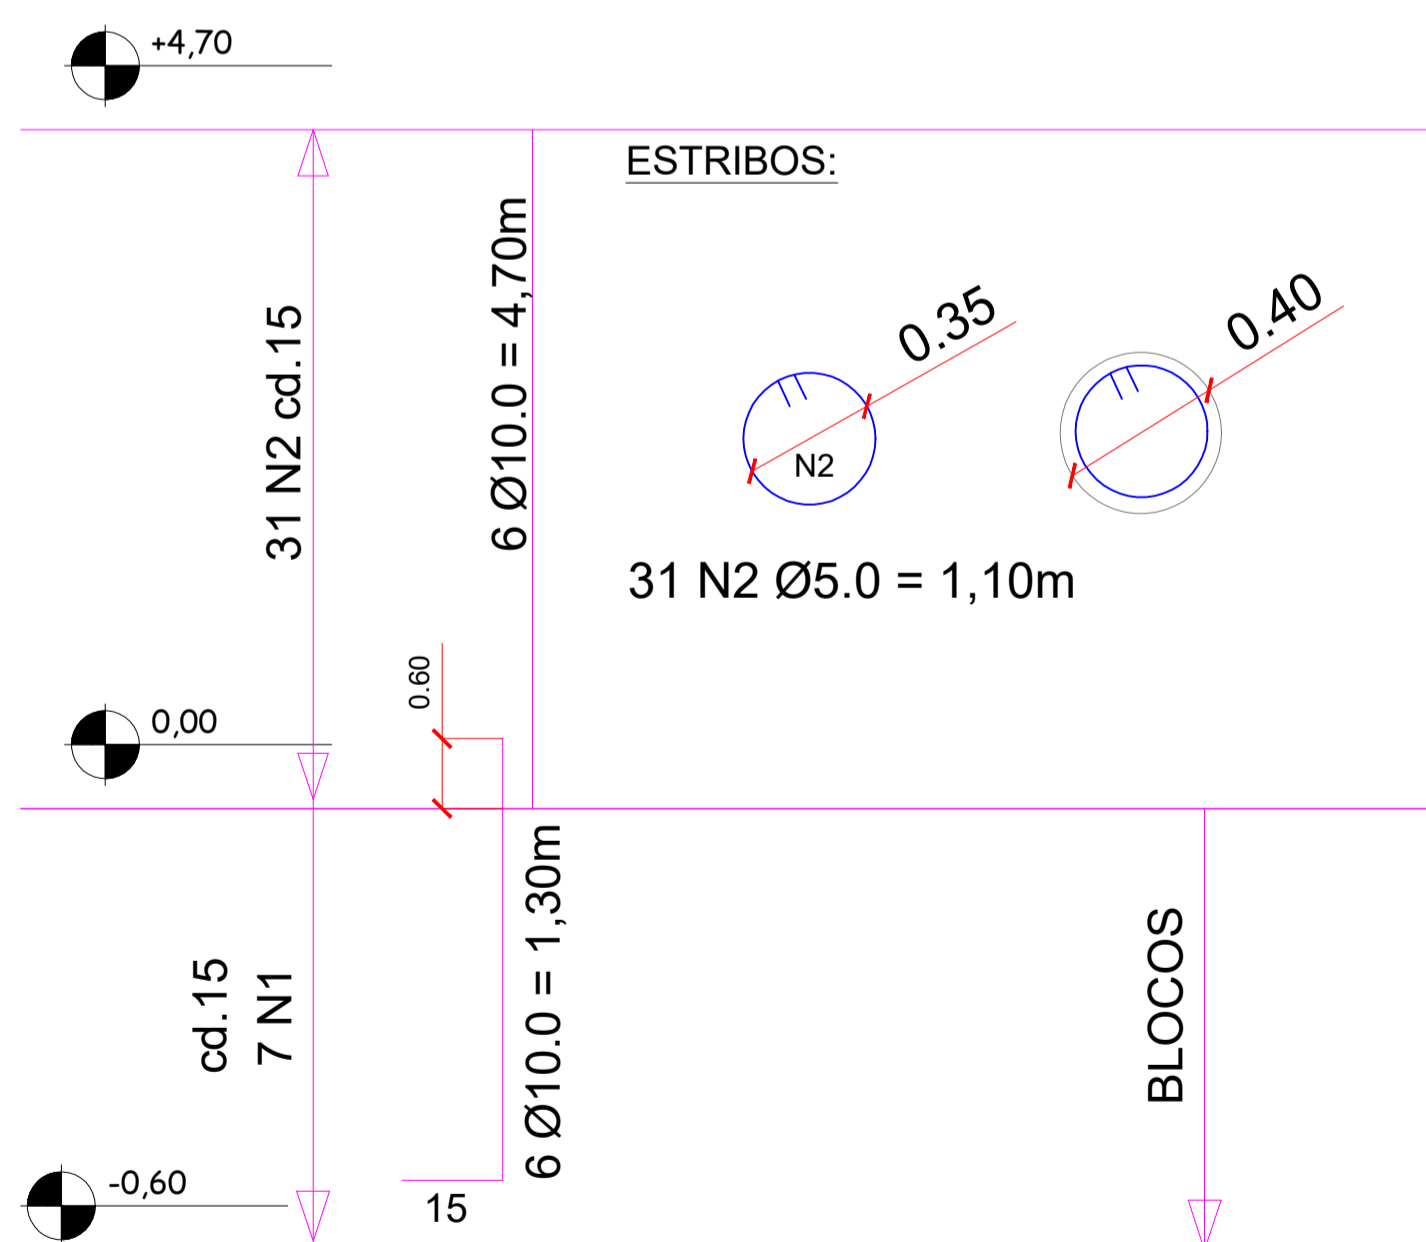 +4,70
ESTRIBOS:
31 N2 cd.15
6 Ø10.0 = 4,70m
0.35
0.40
N2
31 N2 Ø5.0 = 1,10m
0.60
0,00
cd.15
7 N1
6 Ø10.0 = 1,30m
BLOCOS
-0,60
15